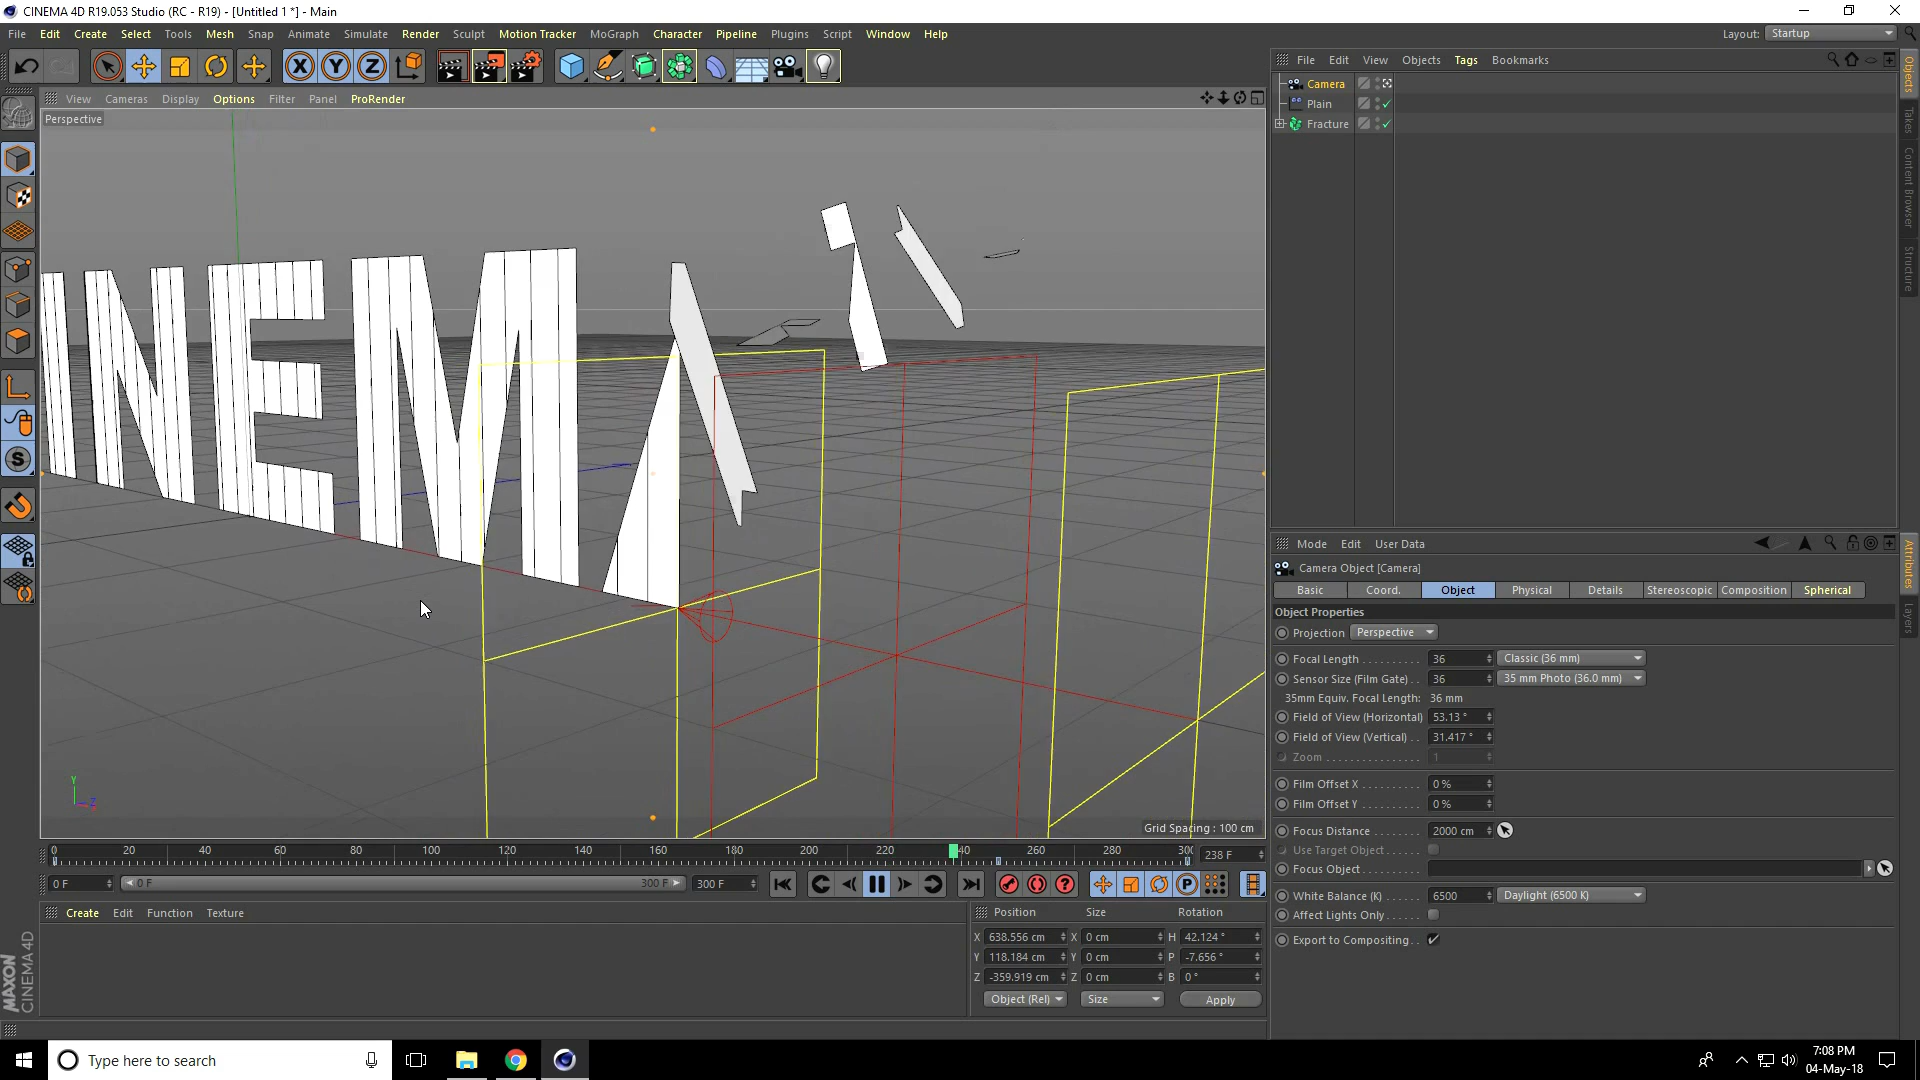 CINEMA 4D R19.053 Studio (RC - R19) - [Untitled 1 *] - Main
File Edit Create Select Tools Mesh Snap Animate Simulate Render Sculpt Motion Tracker MoGraph Character Pipeline Plugins Script Window Help
Layout: Startup
File Edit View Objects Tags Bookmarks
Camera
Plain
Fracture
Objects
Takes
Content Browser
Structure
View Cameras Display Options Filter Panel ProRender
Perspective
INEMA
Y
Z
Grid Spacing : 100 cm
Mode Edit User Data
Camera Object [Camera]
Basic Coord. Object Physical Details Stereoscopic Composition Spherical
Object Properties
Projection Perspective
Focal Length . . . . . . . . . . 36 Classic (36 mm)
Sensor Size (Film Gate) . . 36 35 mm Photo (36.0 mm)
35mm Equiv. Focal Length: 36 mm
Field of View (Horizontal) 53.13 °
Field of View (Vertical) . . 31.417 °
Zoom . . . . . . . . . . . . . . . . 1
Film Offset X . . . . . . . . . . 0 %
Film Offset Y . . . . . . . . . . 0 %
Focus Distance . . . . . . . . 2000 cm
Use Target Object . . . . . .
Focus Object . . . . . . . . . .
White Balance (K) . . . . . . 6500 Daylight (6500 K)
Affect Lights Only . . . . . .
Export to Compositing . .
Attributes
Layers
0 20 40 60 80 100 120 140 160 180 200 220 240 260 280 300 238 F
0 F 0 F 300 F 300 F
Create Edit Function Texture
Position Size Rotation
X 638.556 cm X 0 cm H 42.124 °
Y 118.184 cm Y 0 cm P -7.656 °
Z -359.919 cm Z 0 cm B 0 °
Object (Rel) Size Apply
MAXON
CINEMA 4D
Type here to search
7:08 PM
04-May-18